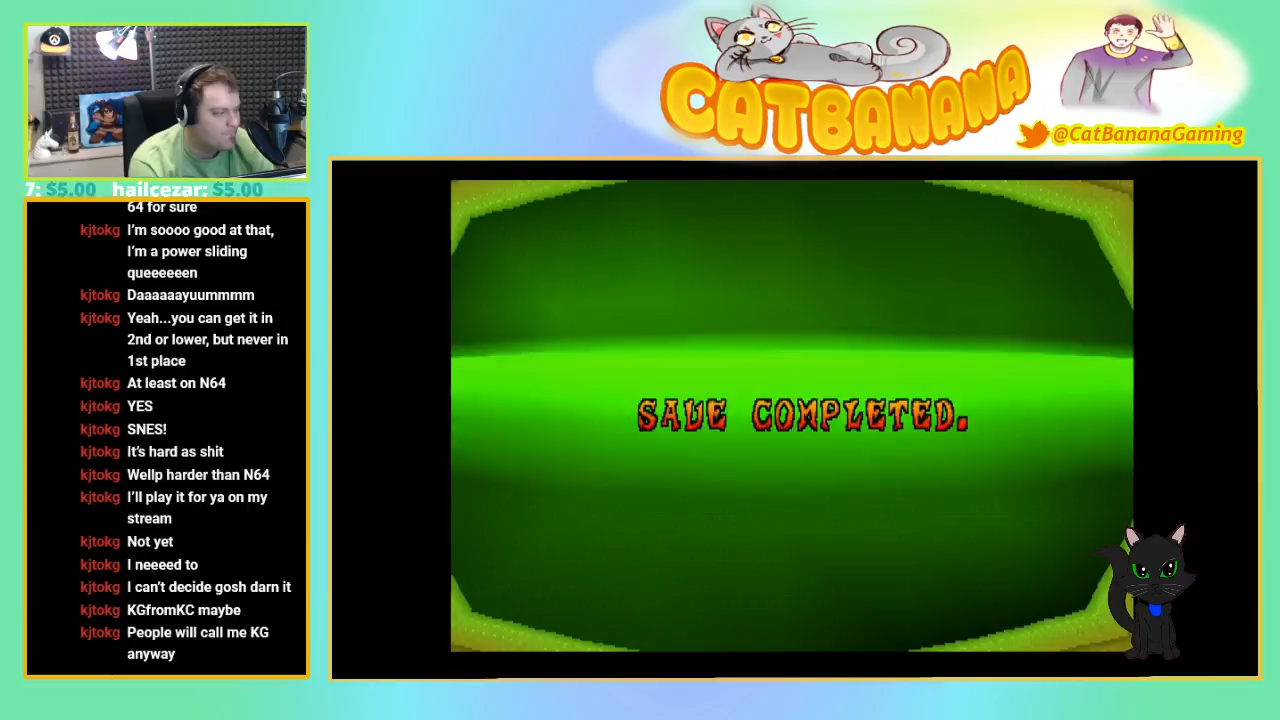 CATBANANA
@CatBananaGaming
7: $5.00 hailcezar: $5.00
64 for sure
kjtokg I'm soooo good at that,
I'm a power sliding
queeeeeen
kjtokg Daaaaaayuummmm
kjtokg Yeah...you can get it in
2nd or lower, but never in
1st place
kjtokg At least on N64
kjtokg YES
kjtokg SNES!
kjtokg It's hard as shit
kjtokg Wellp harder than N64
kjtokg I'll play it for ya on my
stream
kjtokg Not yet
kjtokg I neeeed to
kjtokg I can't decide gosh darn it
kjtokg KGfromKC maybe
kjtokg People will call me KG
anyway
SAVE COMPLETED.